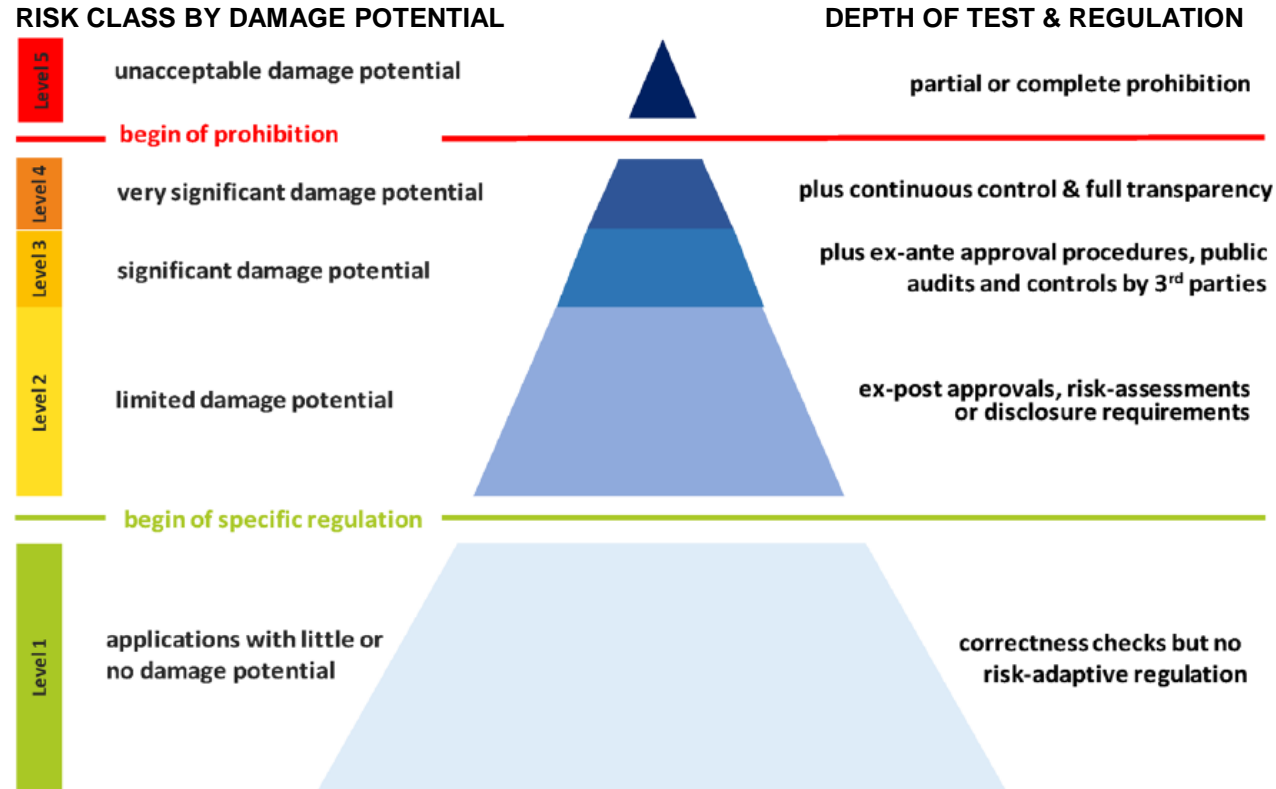 RISK CLASS BY DAMAGE POTENTIAL
DEPTH OF TEST & REGULATION
Level 5
unacceptable damage potential
partial or complete prohibition
begin of prohibition
Level 4
very significant damage potential
plus continuous control & full transparency
Level 3
significant damage potential
plus ex-ante approval procedures, public
audits and controls by 3rd parties
Level 2
limited damage potential
ex-post approvals, risk-assessments
or disclosure requirements
begin of specific regulation
Level 1
applications with little or
no damage potential
correctness checks but no
risk-adaptive regulation